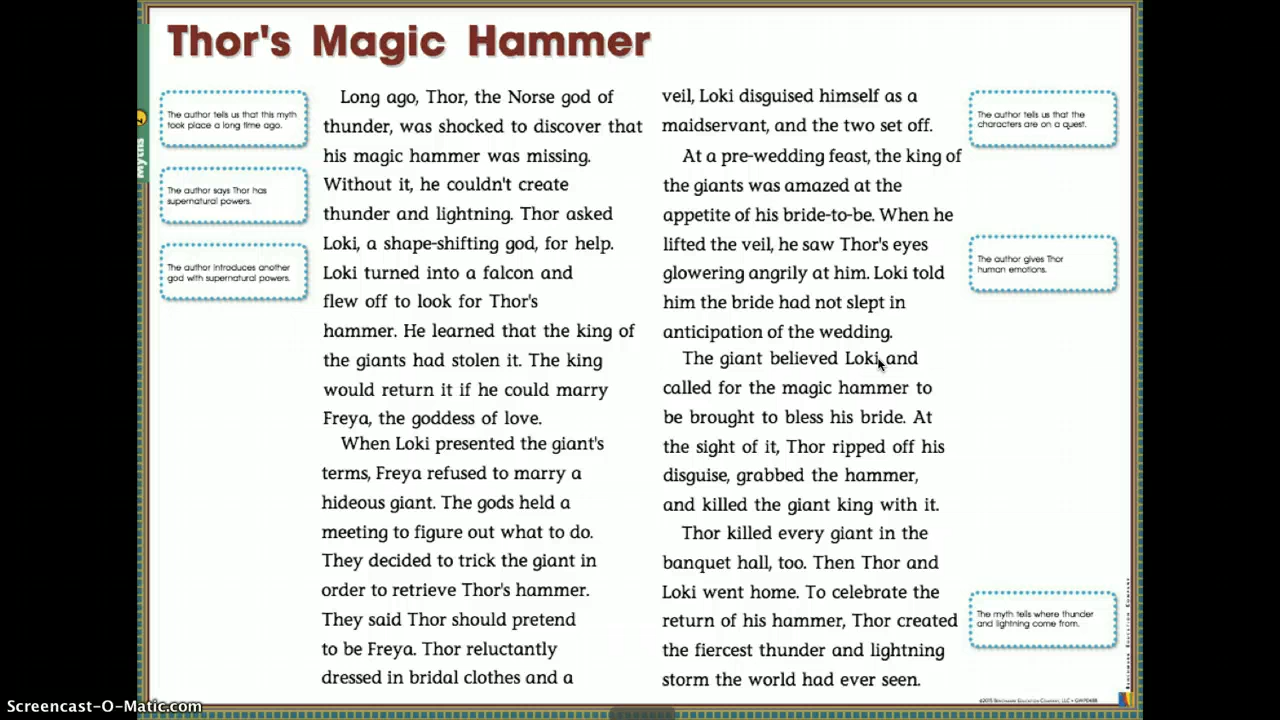 Thor's Magic Hammer
Myths
The author tells us that this myth
took place a long time ago.
The author says Thor has
supernatural powers.
The author introduces another
god with supernatural powers.
Long ago, Thor, the Norse god of
thunder, was shocked to discover that
his magic hammer was missing.
Without it, he couldn't create
thunder and lightning. Thor asked
Loki, a shape-shifting god, for help.
Loki turned into a falcon and
flew off to look for Thor's
hammer. He learned that the king of
the giants had stolen it. The king
would return it if he could marry
Freya, the goddess of love.
When Loki presented the giant's
terms, Freya refused to marry a
hideous giant. The gods held a
meeting to figure out what to do.
They decided to trick the giant in
order to retrieve Thor's hammer.
They said Thor should pretend
to be Freya. Thor reluctantly
dressed in bridal clothes and a
veil, Loki disguised himself as a
maidservant, and the two set off.
At a pre-wedding feast, the king of
the giants was amazed at the
appetite of his bride-to-be. When he
lifted the veil, he saw Thor's eyes
glowering angrily at him. Loki told
him the bride had not slept in
anticipation of the wedding.
The giant believed Loki and
called for the magic hammer to
be brought to bless his bride. At
the sight of it, Thor ripped off his
disguise, grabbed the hammer,
and killed the giant king with it.
Thor killed every giant in the
banquet hall, too. Then Thor and
Loki went home. To celebrate the
return of his hammer, Thor created
the fiercest thunder and lightning
storm the world had ever seen.
The author tells us that the
characters are on a quest.
The author gives Thor
human emotions.
The myth tells where thunder
and lightning come from.
Benchmark Education Company
Screencast-O-Matic.com